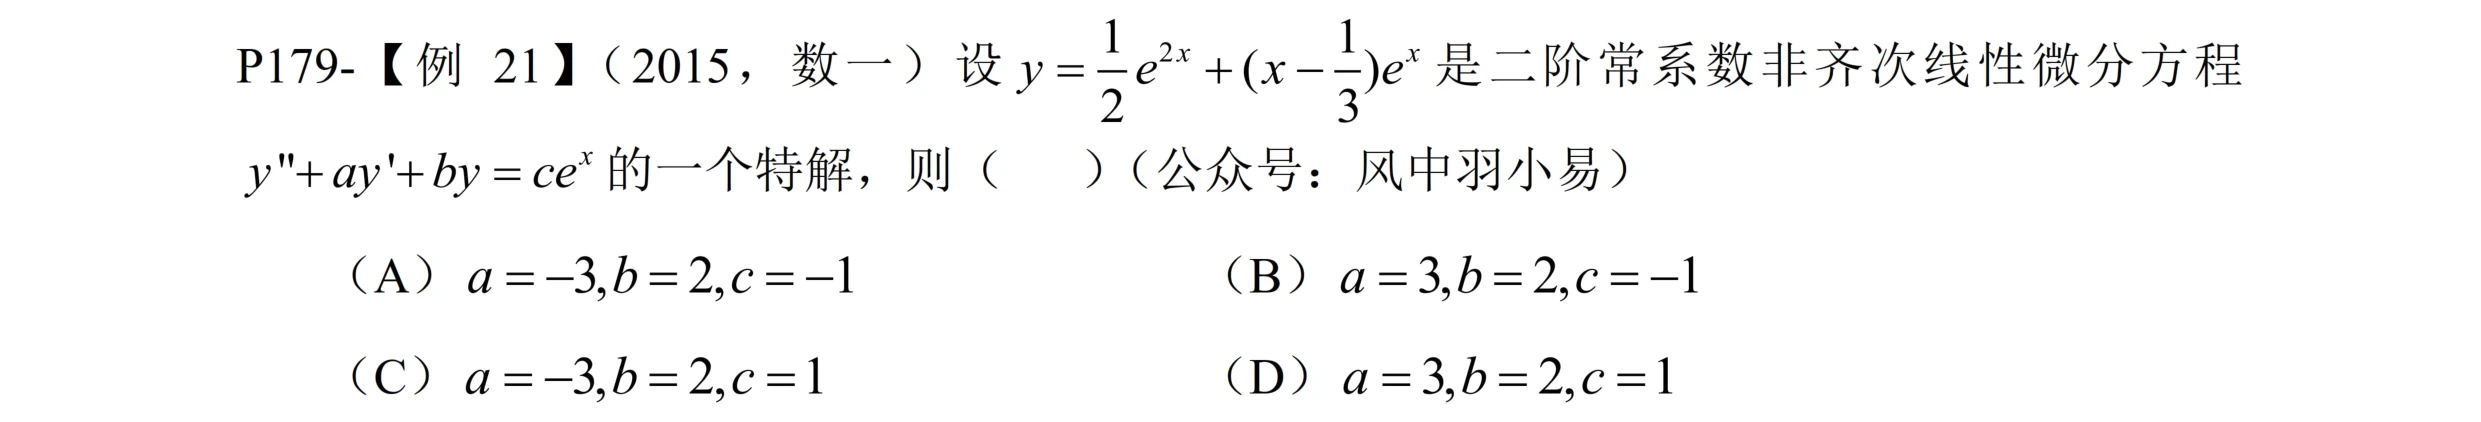 P179-【例 21】（2015，数一）设 y = \frac{1}{2}e^{2x} + (x - \frac{1}{3})e^{x} 是二阶常系数非齐次线性微分方程
y''+ay'+by = ce^{x} 的一个特解，则（    ）（公众号：风中羽小易）
（A）a = -3, b = 2, c = -1 （B）a = 3, b = 2, c = -1
（C）a = -3, b = 2, c = 1 （D）a = 3, b = 2, c = 1